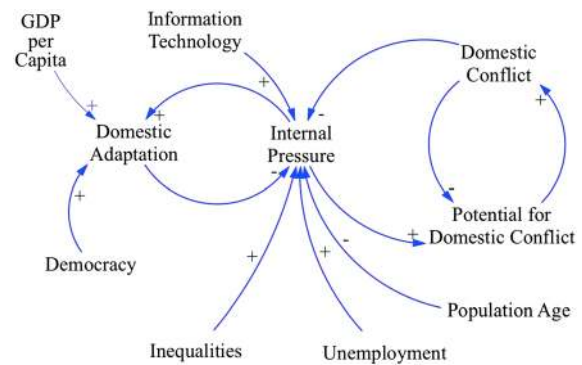 GDP
per
Capita
Information
Technology
Domestic
Conflict
+
+
+
+
-
+
Domestic
Adaptation
Internal
Pressure
-
-
+
Potential for
Domestic Conflict
+
-
+
+
Democracy
Population Age
Inequalities
Unemployment